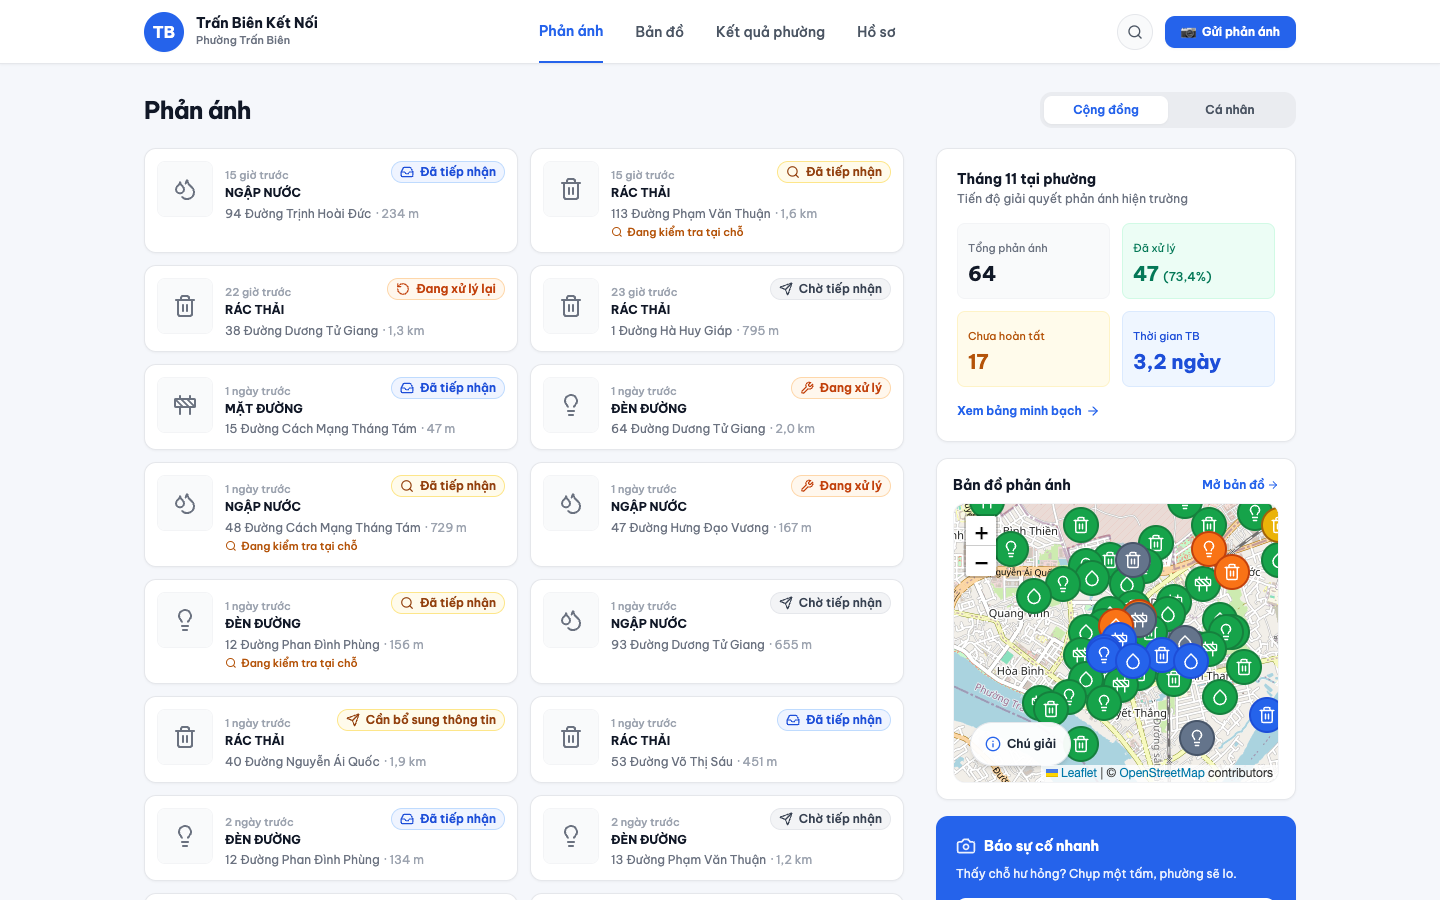 TB
Trấn Biên Kết Nối
Phường Trấn Biên
Phản ánh
Bản đồ
Kết quả phường
Hồ sơ
Gửi phản ánh
Phản ánh
Cộng đồng
Cá nhân
15 giờ trước
Đã tiếp nhận
NGẬP NƯỚC
94 Đường Trịnh Hoài Đức · 234 m
15 giờ trước
Đã tiếp nhận
RÁC THẢI
113 Đường Phạm Văn Thuận · 1,6 km
Đang kiểm tra tại chỗ
22 giờ trước
Đang xử lý lại
RÁC THẢI
38 Đường Dương Tử Giang · 1,3 km
23 giờ trước
Chờ tiếp nhận
RÁC THẢI
1 Đường Hà Huy Giáp · 795 m
1 ngày trước
Đã tiếp nhận
MẶT ĐƯỜNG
15 Đường Cách Mạng Tháng Tám · 47 m
1 ngày trước
Đang xử lý
ĐÈN ĐƯỜNG
64 Đường Dương Tử Giang · 2,0 km
1 ngày trước
Đã tiếp nhận
NGẬP NƯỚC
48 Đường Cách Mạng Tháng Tám · 729 m
Đang kiểm tra tại chỗ
1 ngày trước
Đang xử lý
NGẬP NƯỚC
47 Đường Hưng Đạo Vương · 167 m
1 ngày trước
Đã tiếp nhận
ĐÈN ĐƯỜNG
12 Đường Phan Đình Phùng · 156 m
Đang kiểm tra tại chỗ
1 ngày trước
Chờ tiếp nhận
NGẬP NƯỚC
93 Đường Dương Tử Giang · 655 m
1 ngày trước
Cần bổ sung thông tin
RÁC THẢI
40 Đường Nguyễn Ái Quốc · 1,9 km
1 ngày trước
Đã tiếp nhận
RÁC THẢI
53 Đường Võ Thị Sáu · 451 m
2 ngày trước
Đã tiếp nhận
ĐÈN ĐƯỜNG
12 Đường Phan Đình Phùng · 134 m
2 ngày trước
Chờ tiếp nhận
ĐÈN ĐƯỜNG
13 Đường Phạm Văn Thuận · 1,2 km
Tháng 11 tại phường
Tiến độ giải quyết phản ánh hiện trường
Tổng phản ánh
64
Đã xử lý
47 (73,4%)
Chưa hoàn tất
17
Thời gian TB
3,2 ngày
Xem bảng minh bạch →
Bản đồ phản ánh
Mở bản đồ →
+
−
Bình Thiền
Quang Vinh
Hòa Bình
Chú giải
Leaflet | © OpenStreetMap contributors
Báo sự cố nhanh
Thấy chỗ hư hỏng? Chụp một tấm, phường sẽ lo.